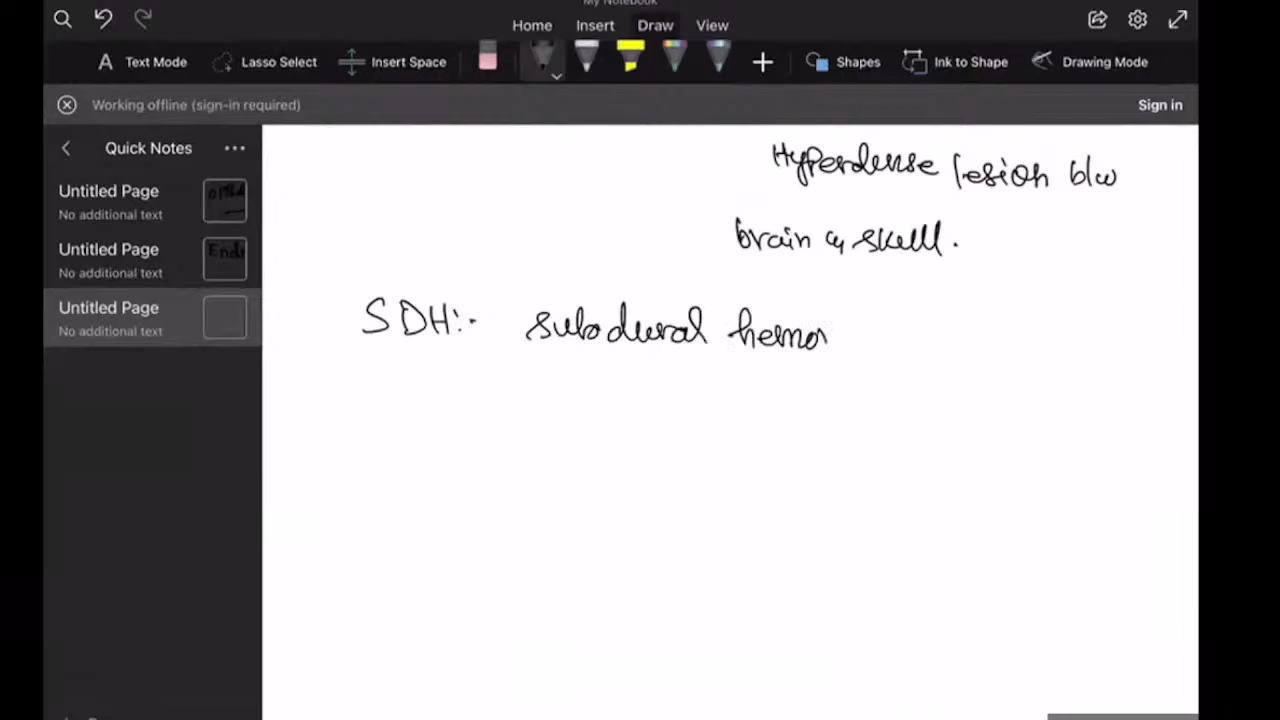 My Notebook
Home Insert Draw View
Text Mode Lasso Select Insert Space Shapes Ink to Shape Drawing Mode
Working offline (sign-in required) Sign in
Quick Notes
Untitled Page
No additional text
Untitled Page
No additional text
Untitled Page
No additional text
Hyperdense lesion b/w
brain & skull.
SDH:- subdural hemor